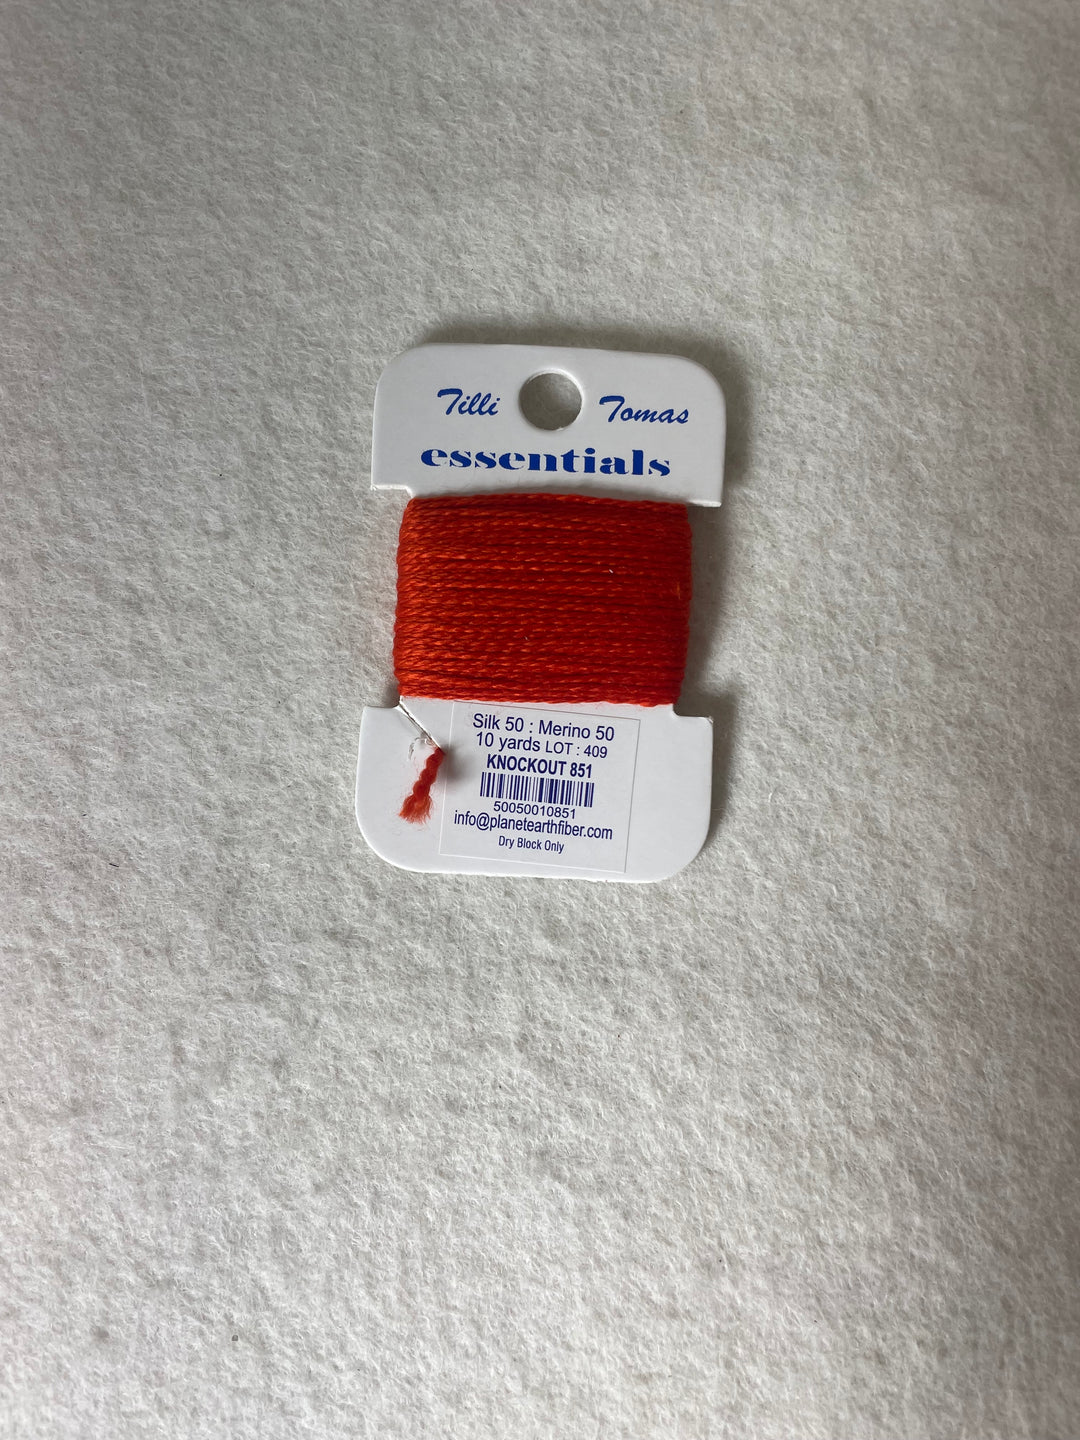 Tilli Tomas
essentials
Silk 50 : Merino 50
10 yards LOT : 409
KNOCKOUT 851
50050010851
info@planetearthfiber.com
Dry Block Only